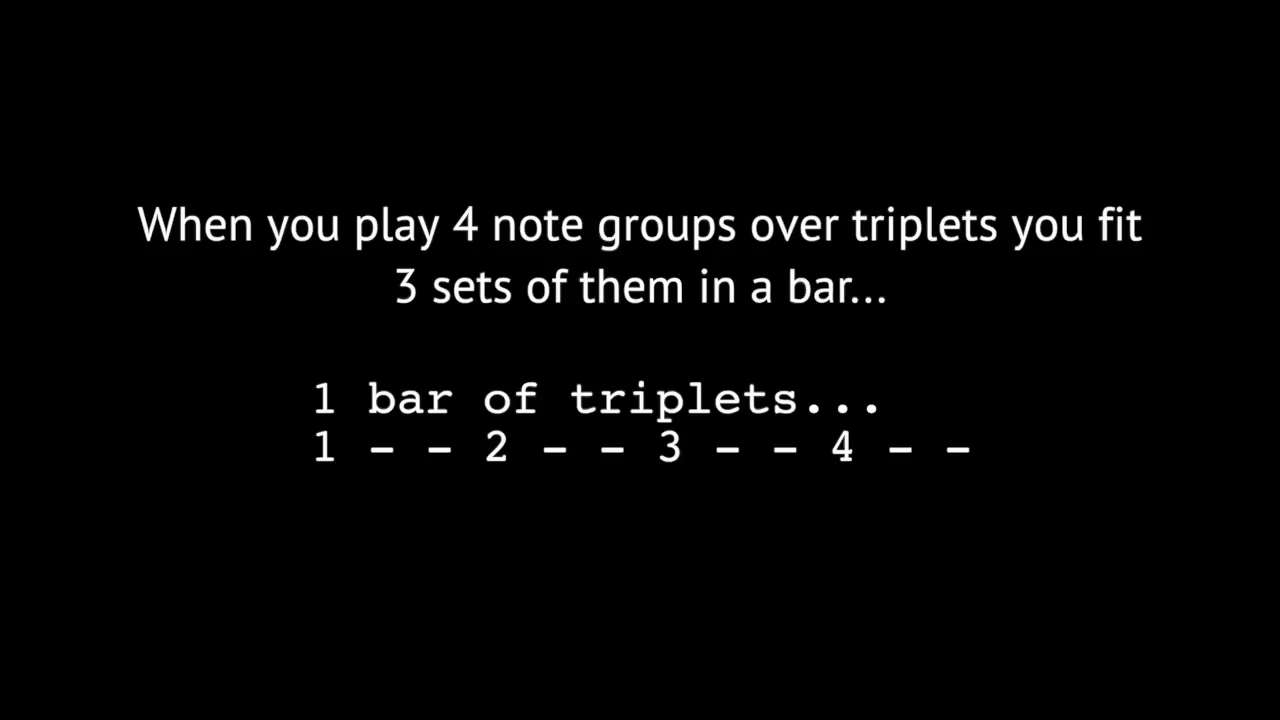 When you play 4 note groups over triplets you fit
3 sets of them in a bar...
1 bar of triplets...
1 - - 2 - - 3 - - 4 - -